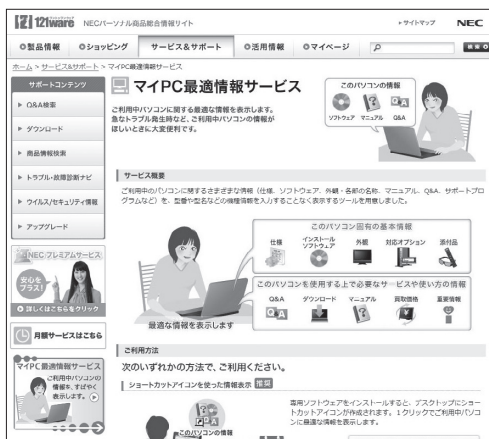 121ware NECパーソナル商品総合情報サイト
▸サイトマップ NEC
製品情報 ショッピング サービス&サポート 活用情報 マイページ 検索
ホーム > サービス&サポート > マイPC最適情報サービス
サポートコンテンツ
Q&A検索
ダウンロード
商品情報検索
トラブル・故障診断ナビ
ウイルス/セキュリティ情報
アップグレード
NECプレミアムサービス
安心を
プラス!
詳しくはこちらをクリック
月額サービスはこちら
マイPC最適情報サービス
ご利用中パソコンの
情報を、すばやく
表示します。
マイPC最適情報サービス
ご利用中パソコンに関する最適な情報を表示します。
急なトラブル発生時など、ご利用中パソコンの情報が
ほしいときに大変便利です。
このパソコンの情報
ソフトウェア マニュアル Q&A
サービス概要
ご利用中のパソコンに関するさまざまな情報（仕様、ソフトウェア、外観・各部の名称、マニュアル、Q&A、サポートプロ
グラムなど）を、型番や型名などの機種情報を入力することなく表示するツールを用意しました。
このパソコン固有の基本情報
仕様 インストールソフトウェア 外観 対応オプション 添付品
このパソコンを使用する上で必要なサービスや使い方の情報
Q&A ダウンロード マニュアル 買取価格 重要情報
最適な情報を表示します
ご利用方法
次のいずれかの方法で、ご利用ください。
ショートカットアイコンを使った情報表示 推奨
専用ソフトウェアをインストールすると、デスクトップにショー
トカットアイコンが作成されます。1クリックでご利用中パソコ
ンに最適な情報を表示します。
このパソコンの情報